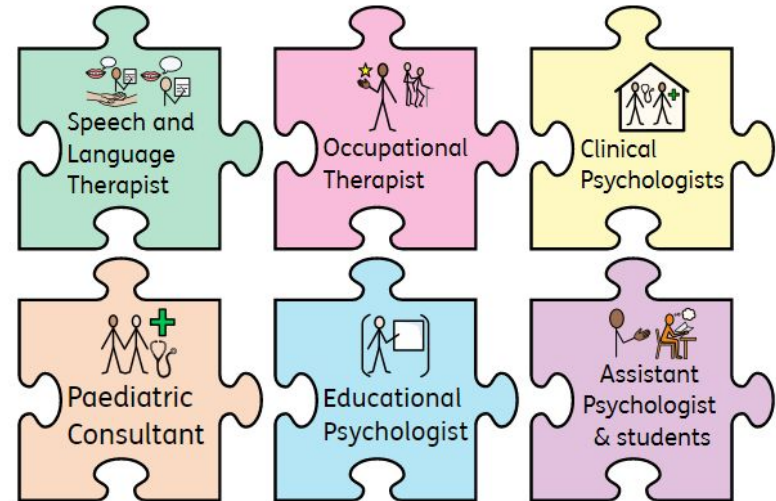 Speech and
Language
Therapist
Occupational
Therapist
Clinical
Psychologists
Paediatric
Consultant
Educational
Psychologist
Assistant
Psychologist
& students